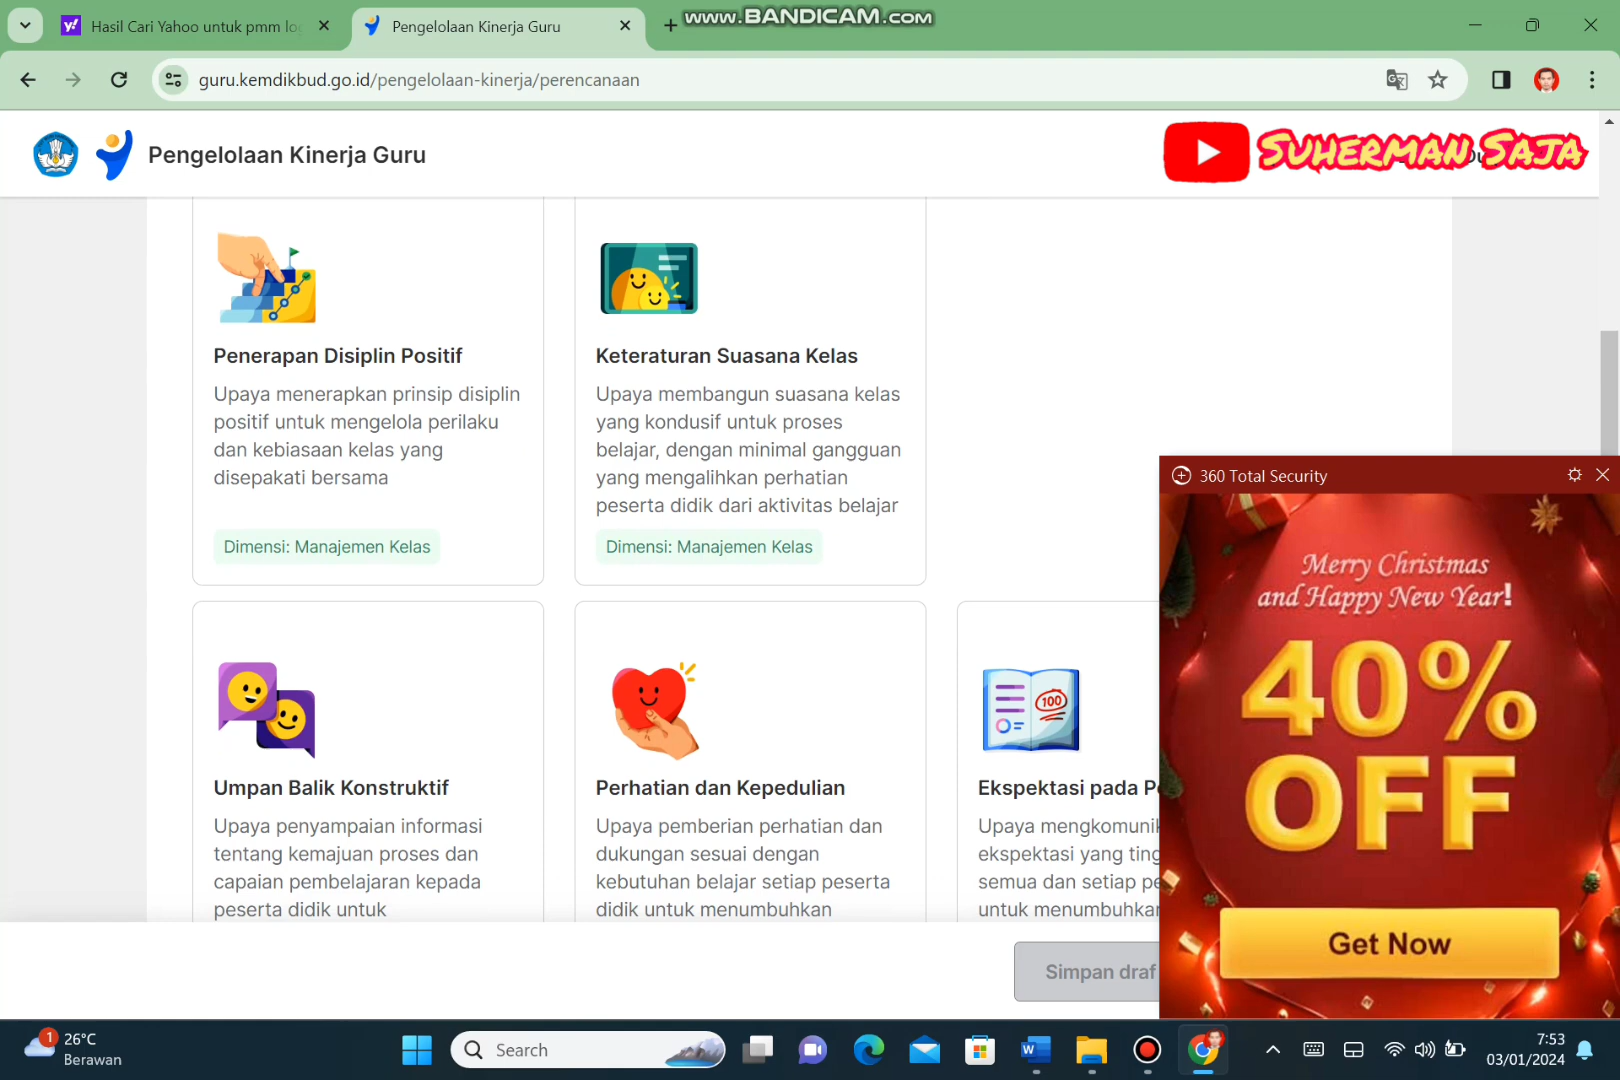 Hasil Cari Yahoo untuk pmm log
Pengelolaan Kinerja Guru
www.BANDICAM.com
guru.kemdikbud.go.id/pengelolaan-kinerja/perencanaan
Pengelolaan Kinerja Guru
SUHERMAN SAJA
Penerapan Disiplin Positif
Upaya menerapkan prinsip disiplin
positif untuk mengelola perilaku
dan kebiasaan kelas yang
disepakati bersama
Dimensi: Manajemen Kelas
Keteraturan Suasana Kelas
Upaya membangun suasana kelas
yang kondusif untuk proses
belajar, dengan minimal gangguan
yang mengalihkan perhatian
peserta didik dari aktivitas belajar
Dimensi: Manajemen Kelas
360 Total Security
Merry Christmas
and Happy New Year!
40%
OFF
Get Now
Umpan Balik Konstruktif
Upaya penyampaian informasi
tentang kemajuan proses dan
capaian pembelajaran kepada
peserta didik untuk
Perhatian dan Kepedulian
Upaya pemberian perhatian dan
dukungan sesuai dengan
kebutuhan belajar setiap peserta
didik untuk menumbuhkan
100
Ekspektasi pada P
Upaya mengkomunik
ekspektasi yang ting
semua dan setiap pe
untuk menumbuhkan
Simpan draf
1
26°C
Berawan
Search
7:53
03/01/2024